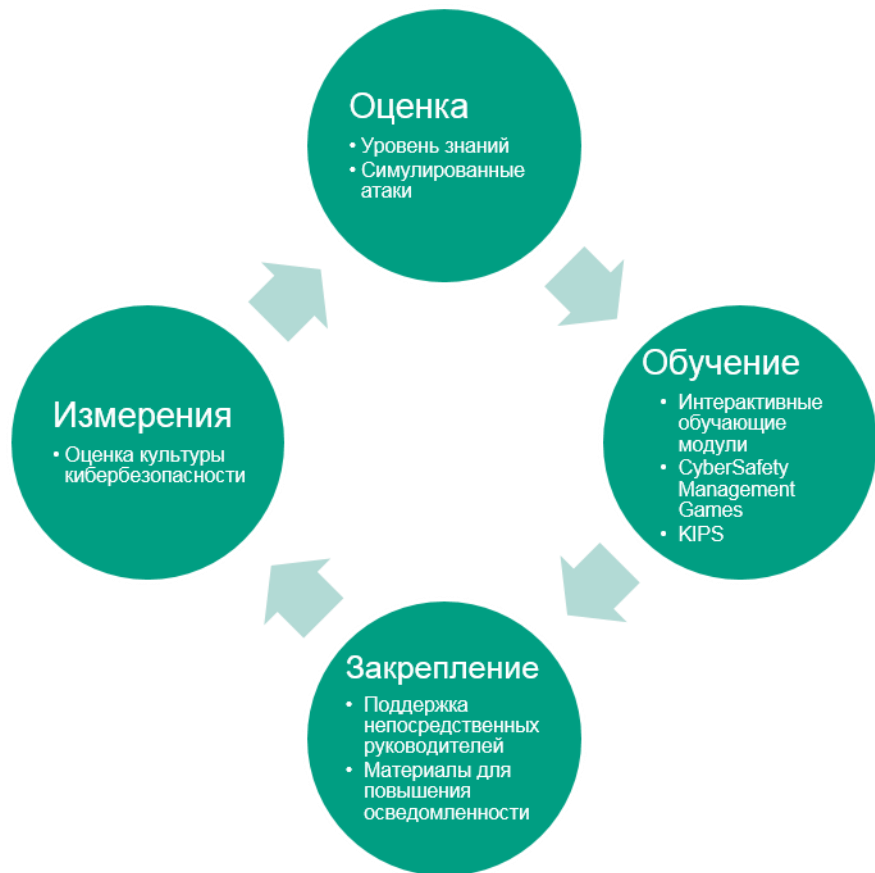 Оценка
• Уровень знаний
• Симулированные
атаки
Обучение
• Интерактивные
обучающие
модули
• CyberSafety
Management
Games
• KIPS
Закрепление
• Поддержка
непосредственных
руководителей
• Материалы для
повышения
осведомленности
Измерения
• Оценка культуры
кибербезопасности